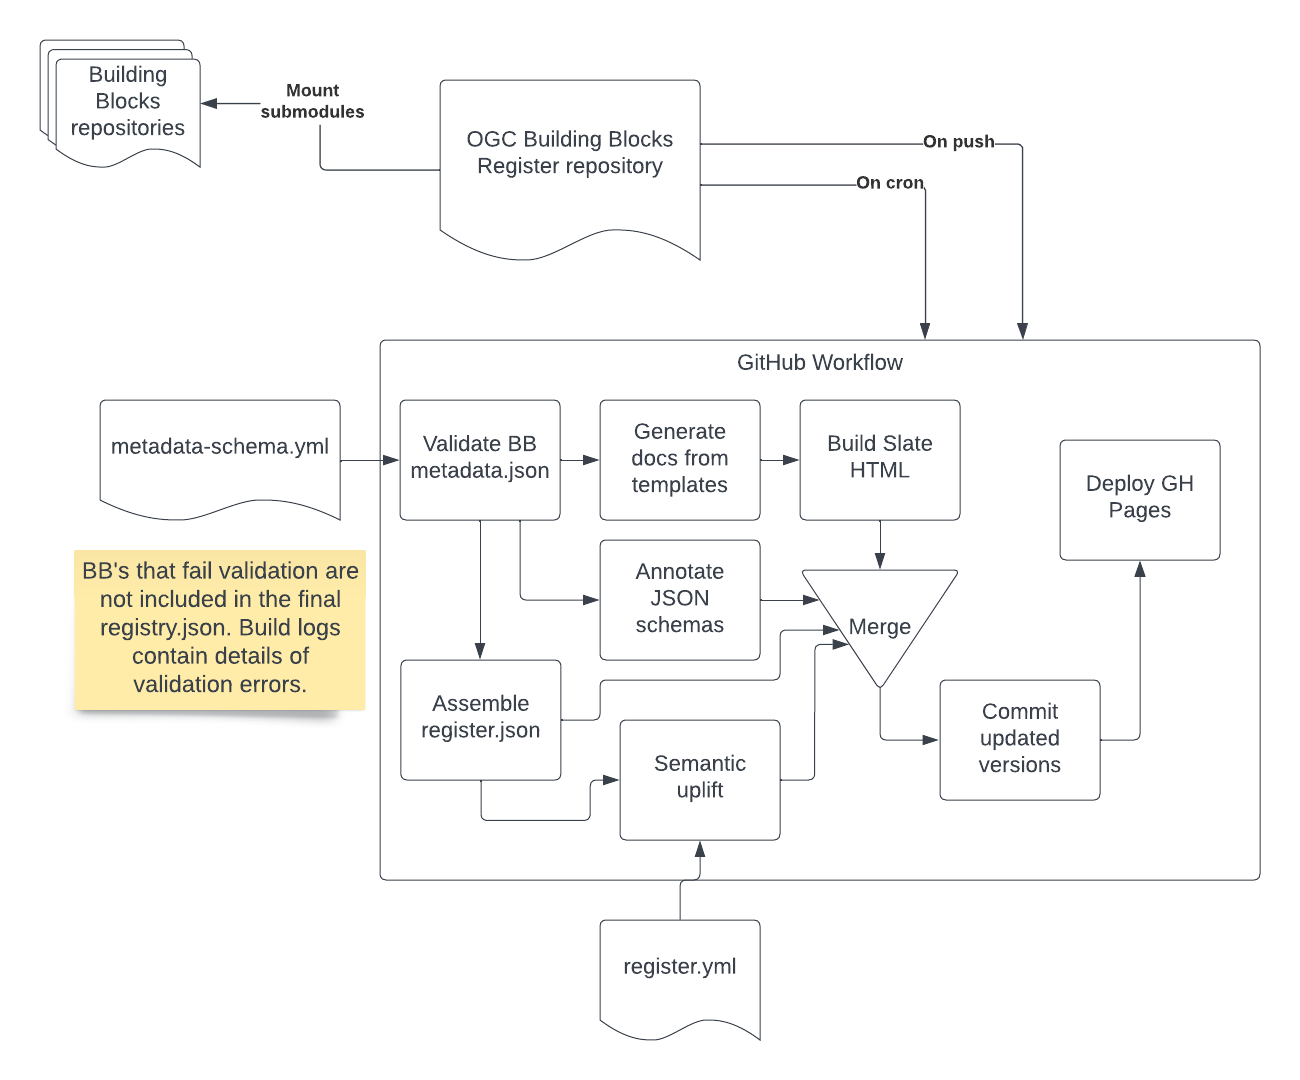 Building
Blocks
repositories
Mount
submodules
OGC Building Blocks
Register repository
On push
On cron
GitHub Workflow
metadata-schema.yml
Validate BB
metadata.json
Generate
docs from
templates
Build Slate
HTML
Deploy GH
Pages
BB's that fail validation are
not included in the final
registry.json. Build logs
contain details of
validation errors.
Annotate
JSON
schemas
Merge
Assemble
register.json
Semantic
uplift
Commit
updated
versions
register.yml